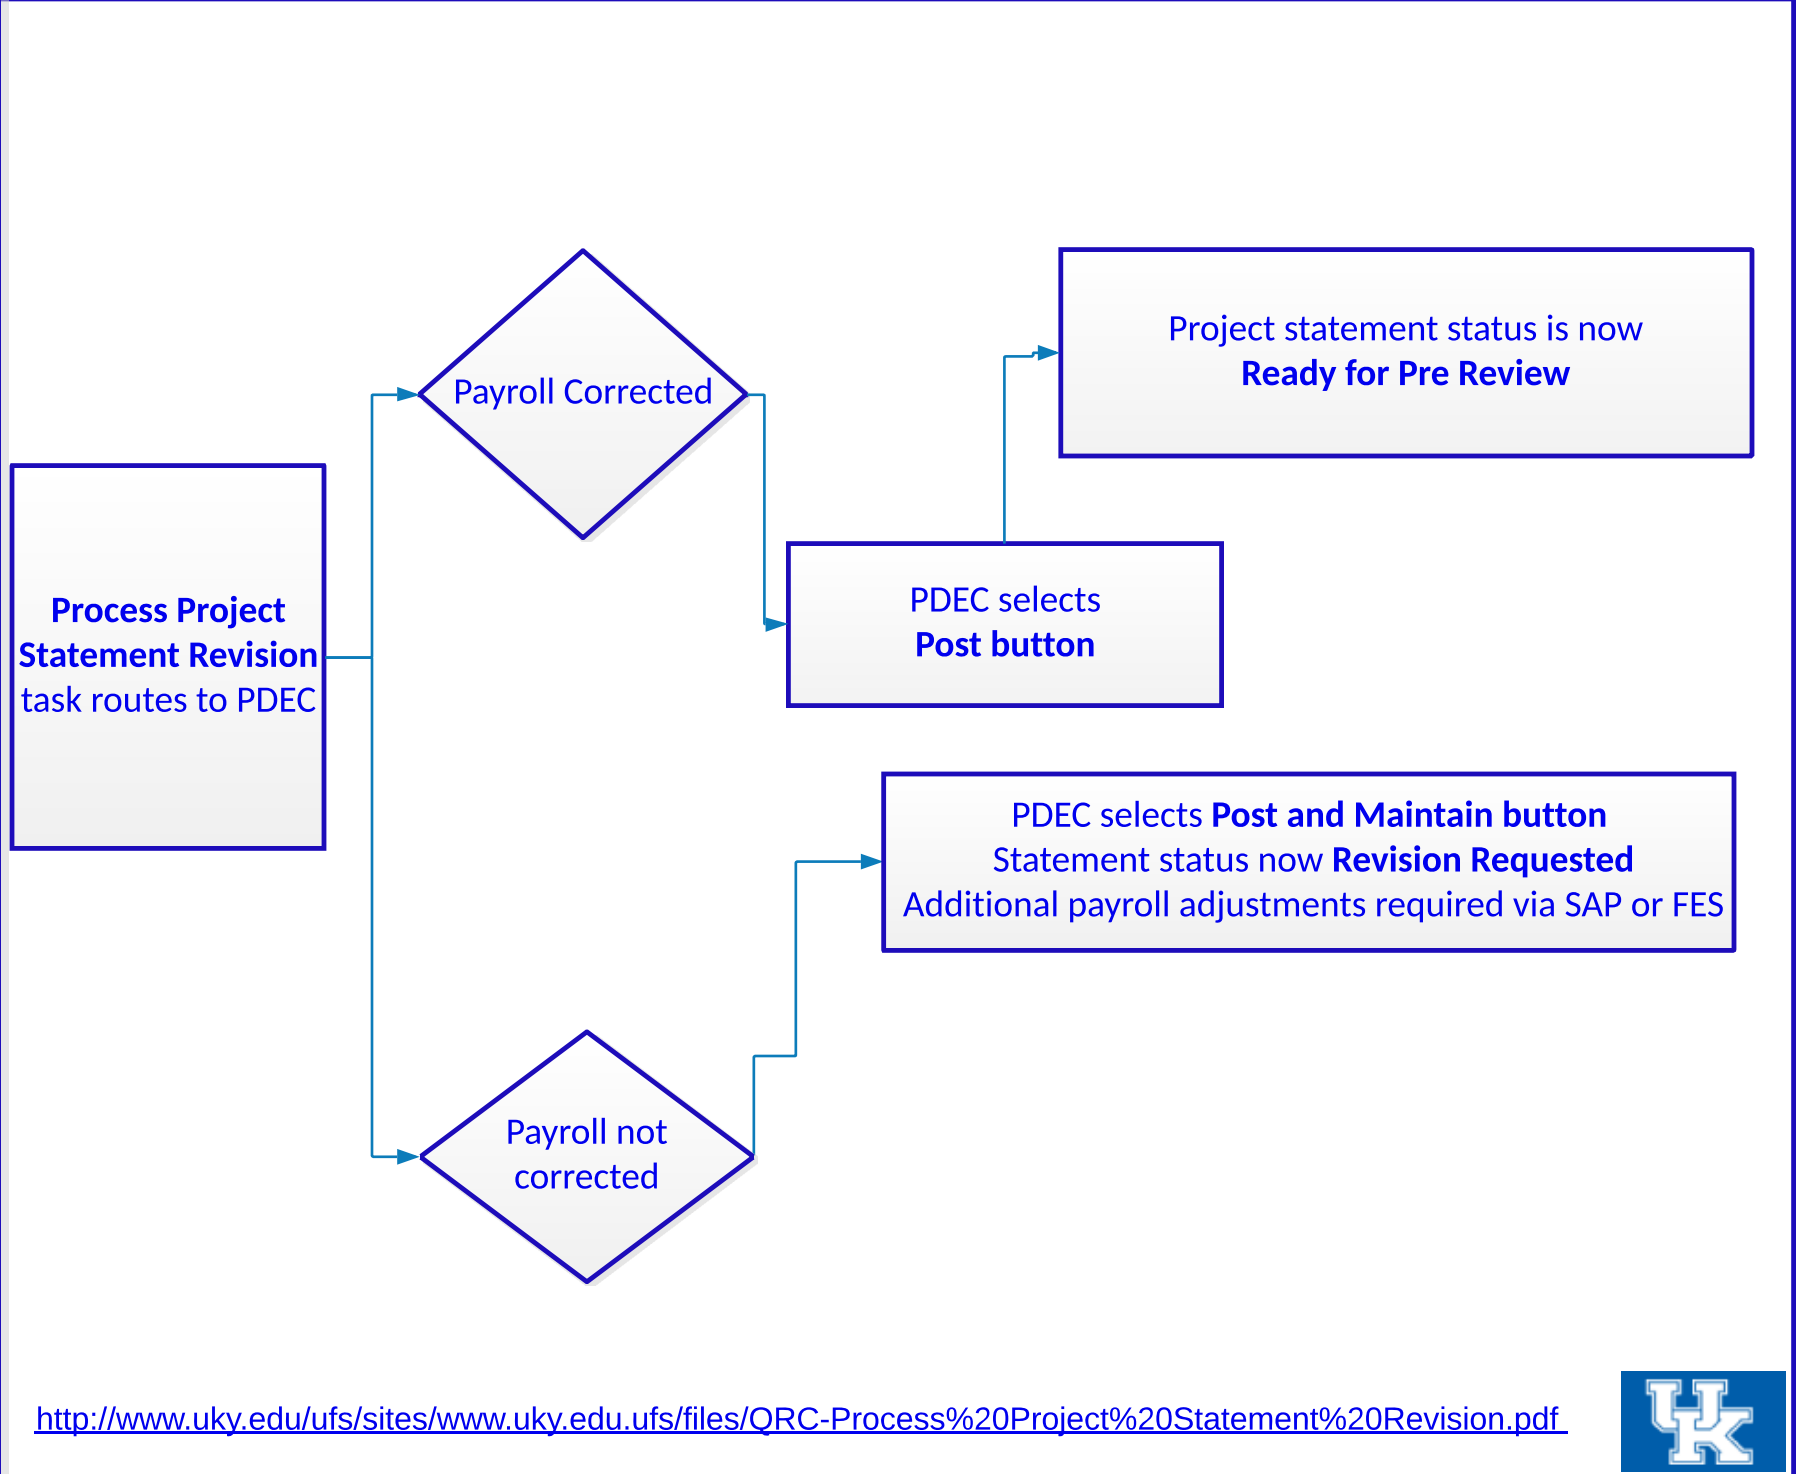 Process Project
Statement Revision
task routes to PDEC
Payroll Corrected
Project statement status is now
Ready for Pre Review
PDEC selects
Post button
PDEC selects Post and Maintain button
Statement status now Revision Requested
Additional payroll adjustments required via SAP or FES
Payroll not
corrected
http://www.uky.edu/ufs/sites/www.uky.edu.ufs/files/QRC-Process%20Project%20Statement%20Revision.pdf
UK